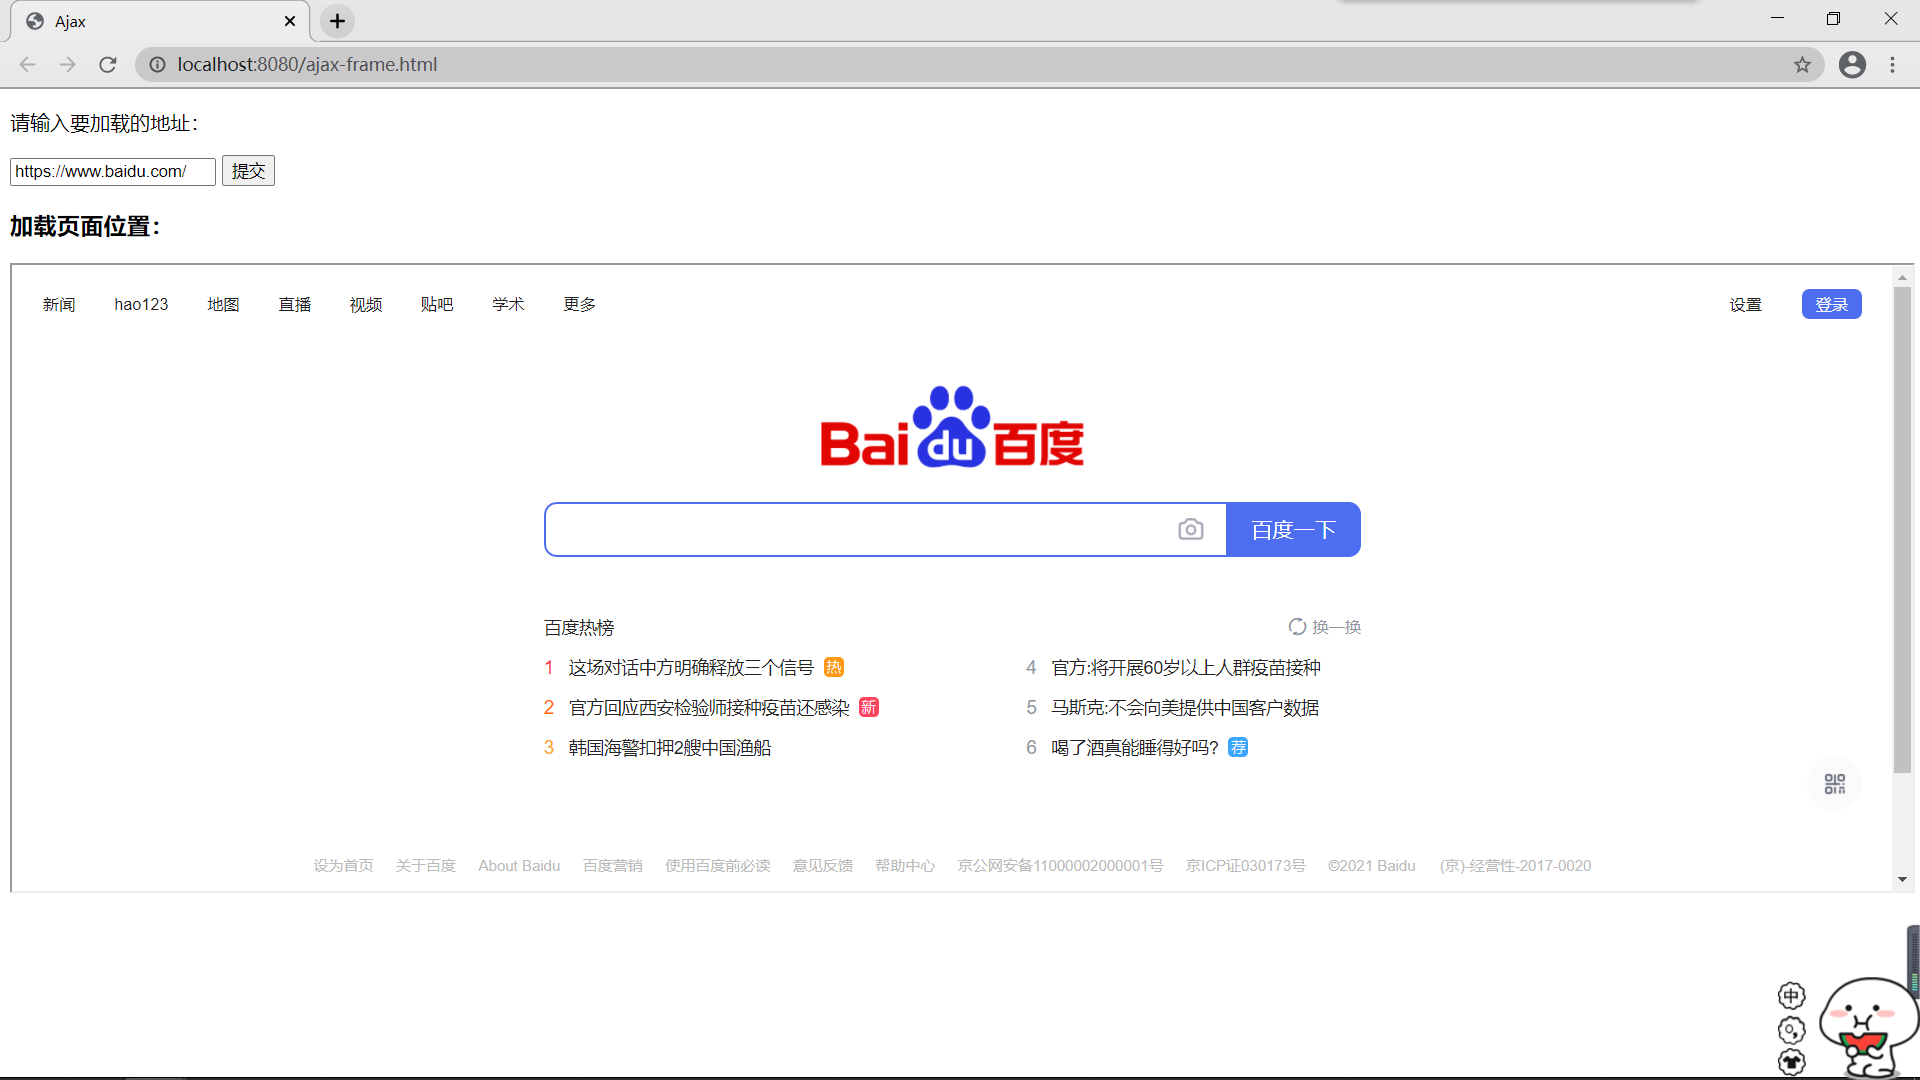 Ajax
localhost:8080/ajax-frame.html
请输入要加载的地址：
https://www.baidu.com/ 提交
加载页面位置：
新闻 hao123 地图 直播 视频 贴吧 学术 更多 设置 登录
Bai du 百度
百度一下
百度热榜 换一换
1 这场对话中方明确释放三个信号 热 4 官方:将开展60岁以上人群疫苗接种
2 官方回应西安检验师接种疫苗还感染 新 5 马斯克:不会向美提供中国客户数据
3 韩国海警扣押2艘中国渔船 6 喝了酒真能睡得好吗? 荐
设为首页 关于百度 About Baidu 百度营销 使用百度前必读 意见反馈 帮助中心 京公网安备11000002000001号 京ICP证030173号 ©2021 Baidu (京)-经营性-2017-0020
中